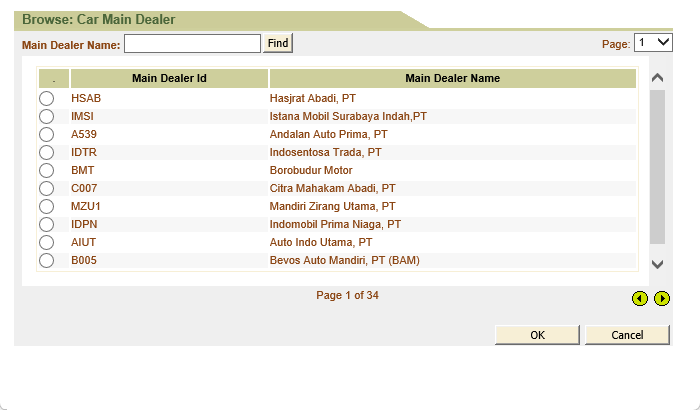 Browse: Car Main Dealer
Main Dealer Name: Find Page: 1
. Main Dealer Id Main Dealer Name
HSAB Hasjrat Abadi, PT
IMSI Istana Mobil Surabaya Indah,PT
A539 Andalan Auto Prima, PT
IDTR Indosentosa Trada, PT
BMT Borobudur Motor
C007 Citra Mahakam Abadi, PT
MZU1 Mandiri Zirang Utama, PT
IDPN Indomobil Prima Niaga, PT
AIUT Auto Indo Utama, PT
B005 Bevos Auto Mandiri, PT (BAM)
Page 1 of 34
OK Cancel